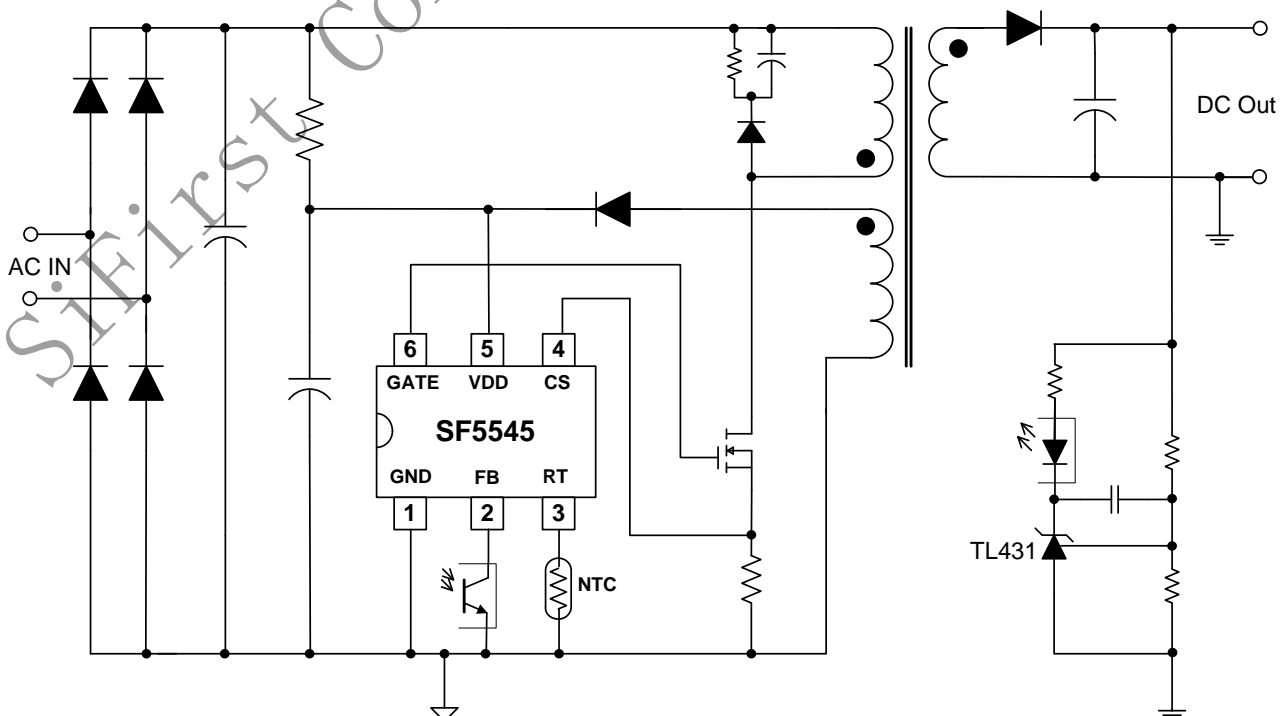 SiFirst Co
DC Out
AC IN
6 5 4
GATE VDD CS
SF5545
GND FB RT
1 2 3
NTC
TL431